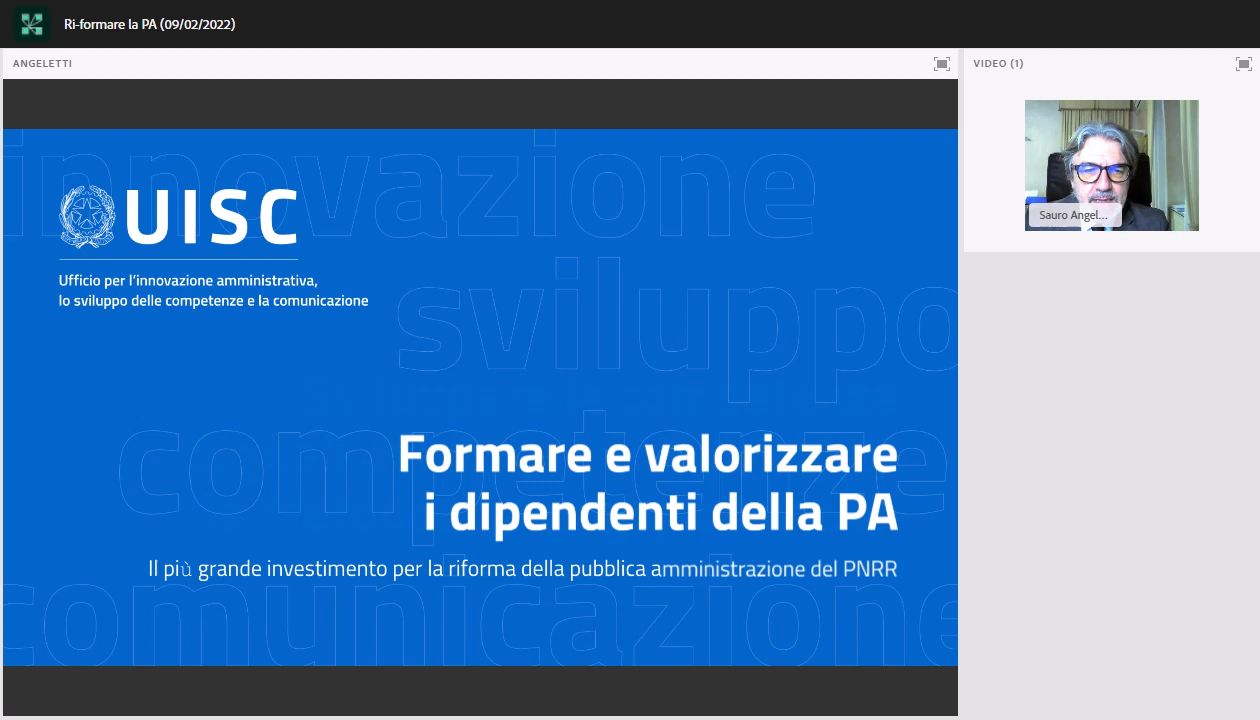 Ri-formare la PA (09/02/2022)
ANGELETTI
VIDEO (1)
innovazione
UISC
Ufficio per l'innovazione amministrativa,
lo sviluppo delle competenze e la comunicazione
sviluppo
competenze
Formare e valorizzare
i dipendenti della PA
Il più grande investimento per la riforma della pubblica amministrazione del PNRR
comunicazione
Sauro Angel...